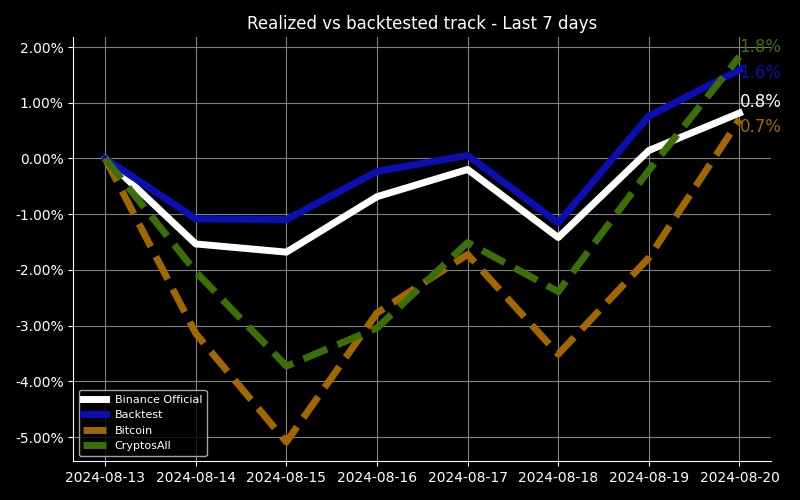 Realized vs backtested track - Last 7 days
2.00%
1.00%
0.00%
-1.00%
-2.00%
-3.00%
-4.00%
-5.00%
1.8%
1.6%
0.8%
0.7%
Binance Official
Backtest
Bitcoin
CryptosAll
2024-08-13 2024-08-14 2024-08-15 2024-08-16 2024-08-17 2024-08-18 2024-08-19 2024-08-20